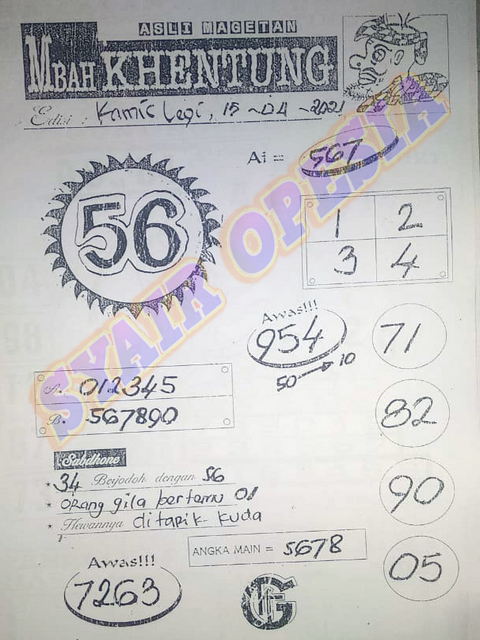 ASLI MAGETAN
MBAH KHENTUNG
Edisi : Kamis Legi, 15-04-2021
Ai = 567
56
1 2
3 4
Awas!!!
954
50 → 10
71
A. 012345
B. 567890
82
Sabdhone
* 34 Berjodoh dengan 56
* Orang gila bertamu 01
* Hewannya ditarik kuda
90
ANGKA MAIN = 5678
05
Awas!!!
7263
SYAIR OPESIA